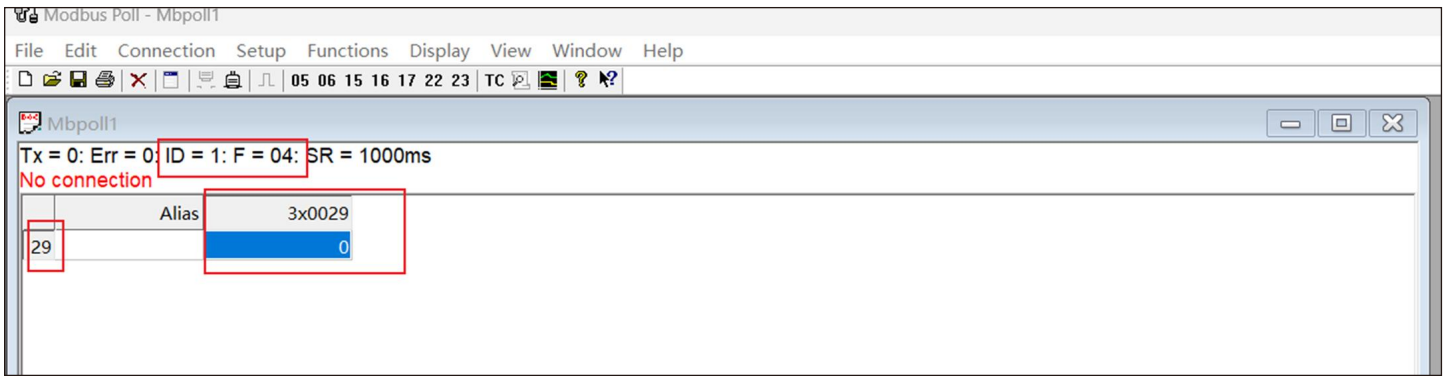 Modbus Poll - Mbpoll1
File Edit Connection Setup Functions Display View Window Help
05 06 15 16 17 22 23 TC
Mbpoll1
Tx = 0: Err = 0: ID = 1: F = 04: SR = 1000ms
No connection
Alias 3x0029
29 0